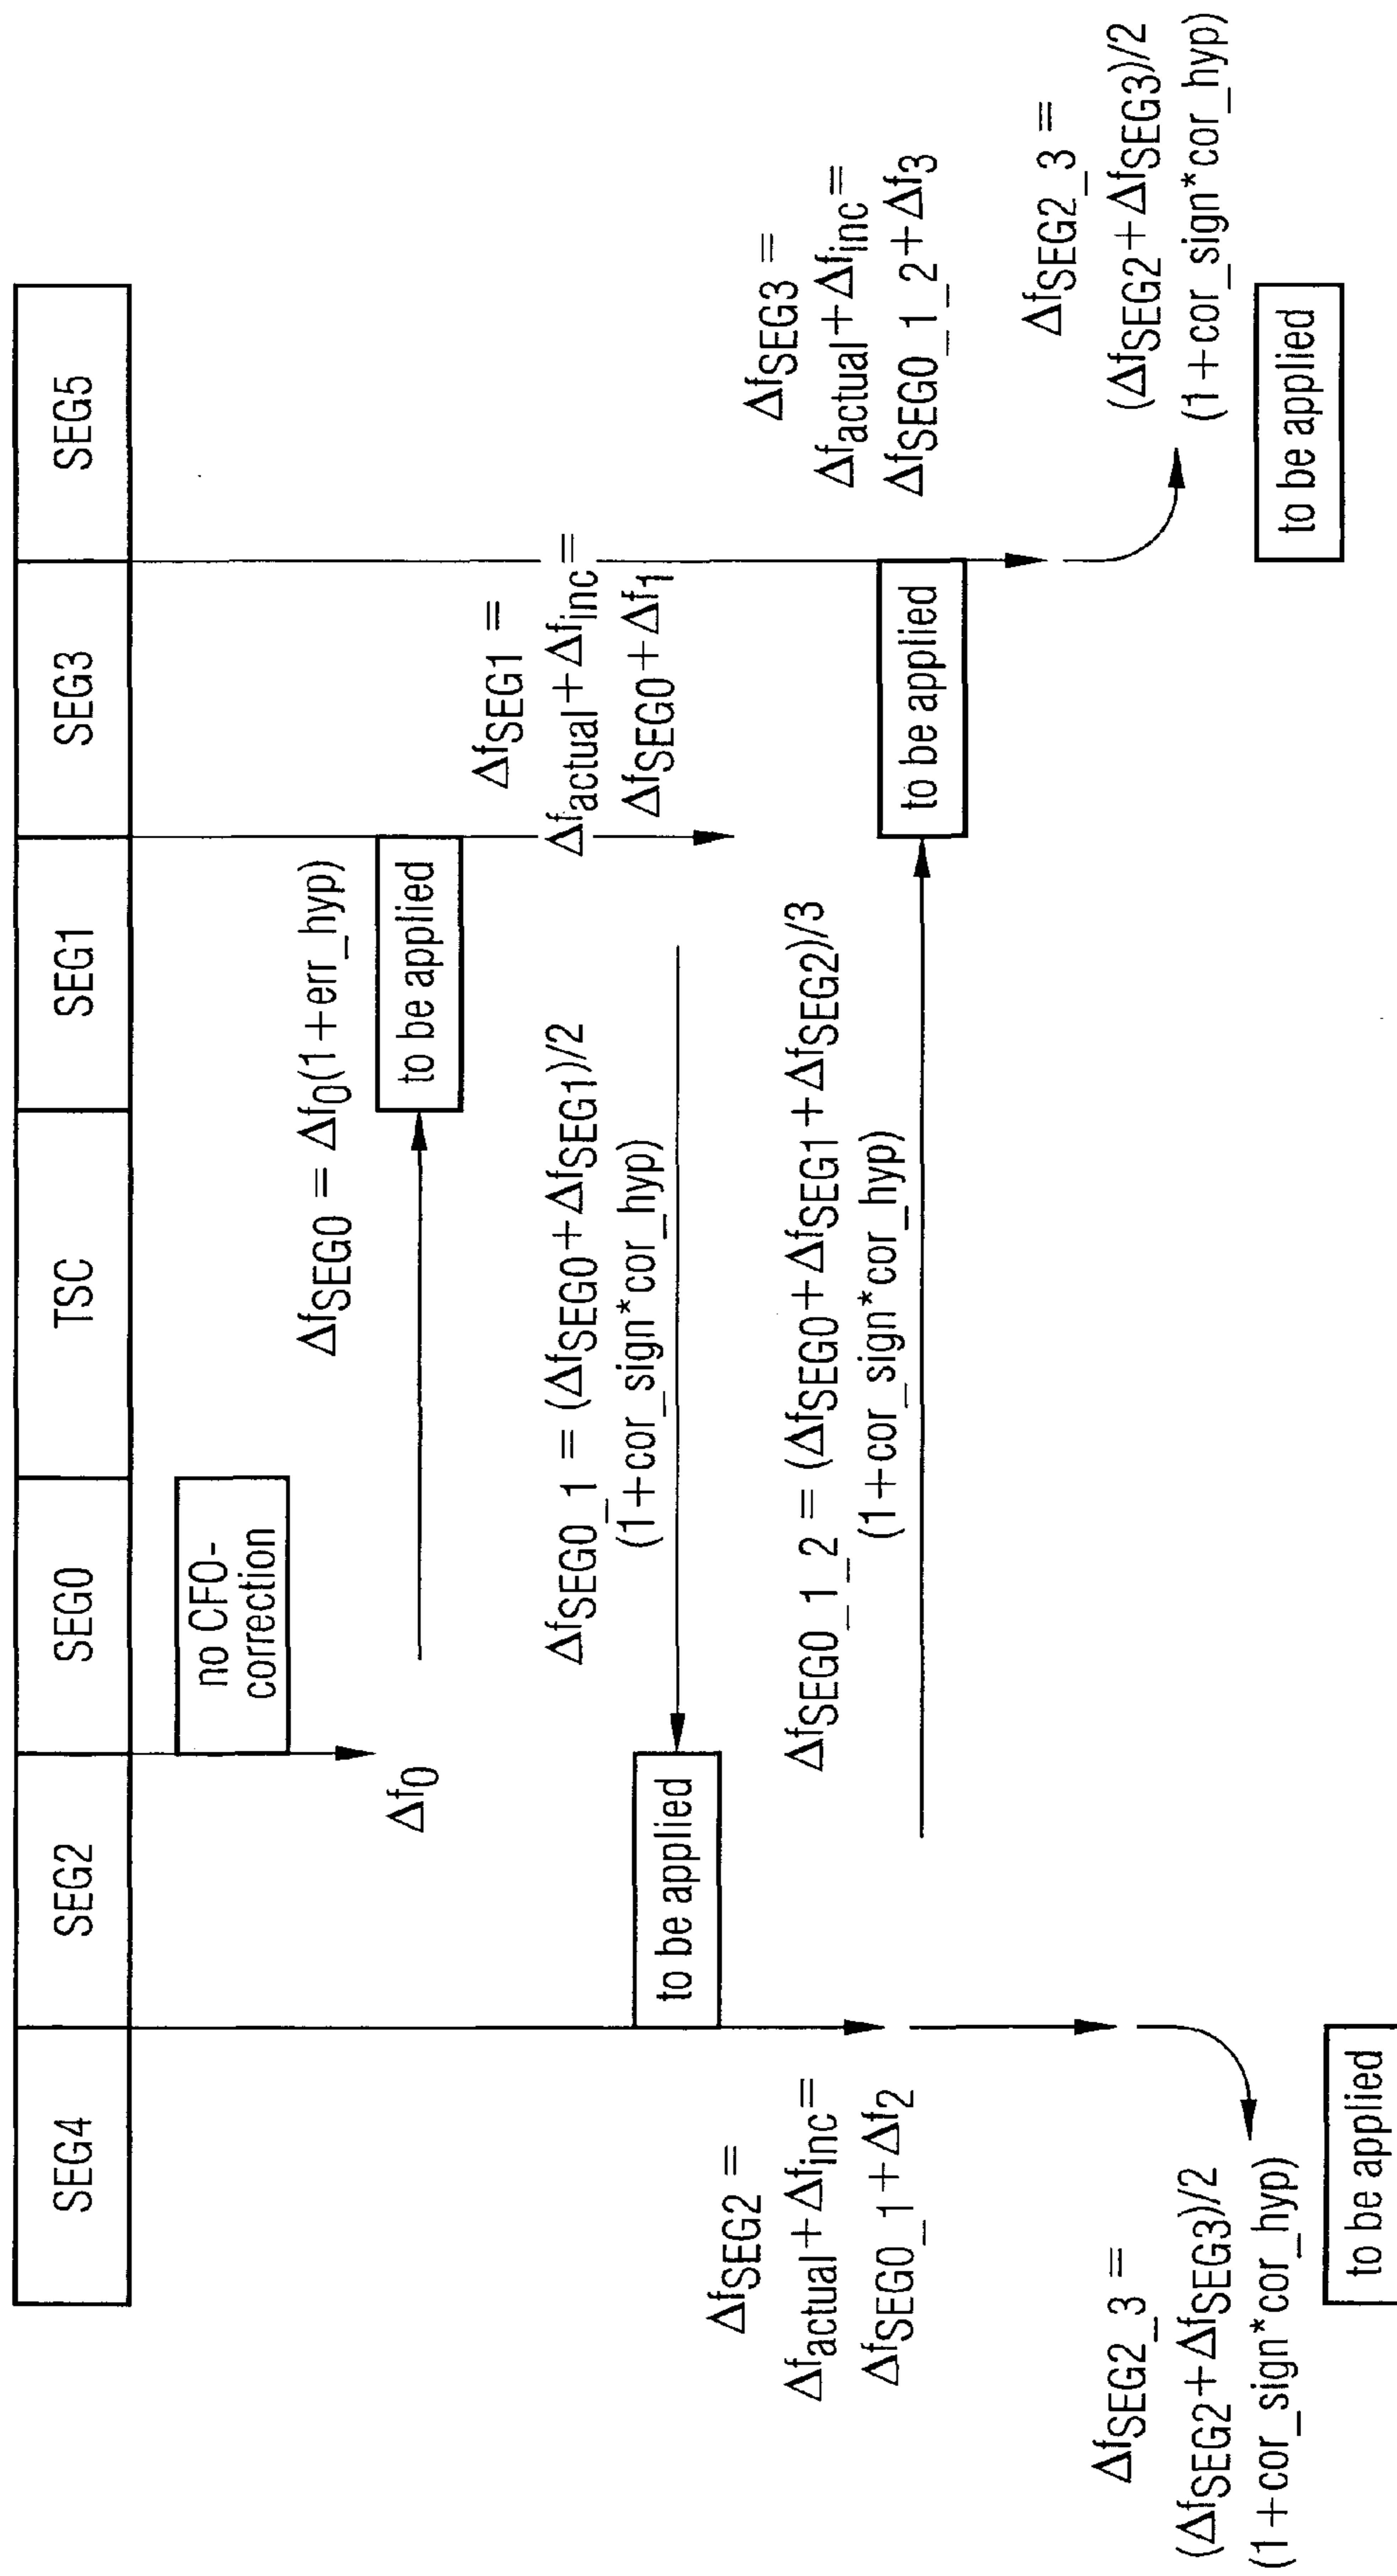 SEG4
SEG2
SEG0
TSC
SEG1
SEG3
SEG5
no CFO-
correction
Δf0
ΔfSEG0 = Δf0(1+err_hyp)
to be applied
ΔfSEG1 =
Δfactual+Δfinc=
ΔfSEG0+Δf1
ΔfSEG0_1 = (ΔfSEG0+ΔfSEG1)/2
(1+cor_sign*cor_hyp)
to be applied
ΔfSEG2 =
Δfactual+Δfinc=
ΔfSEG0_1+Δf2
ΔfSEG0_1_2 = (ΔfSEG0+ΔfSEG1+ΔfSEG2)/3
(1+cor_sign*cor_hyp)
to be applied
ΔfSEG3 =
Δfactual+Δfinc=
ΔfSEG0_1_2+Δf3
ΔfSEG2_3 =
(ΔfSEG2+ΔfSEG3)/2
(1+cor_sign*cor_hyp)
to be applied
ΔfSEG2_3 =
(ΔfSEG2+ΔfSEG3)/2
(1+cor_sign*cor_hyp)
to be applied